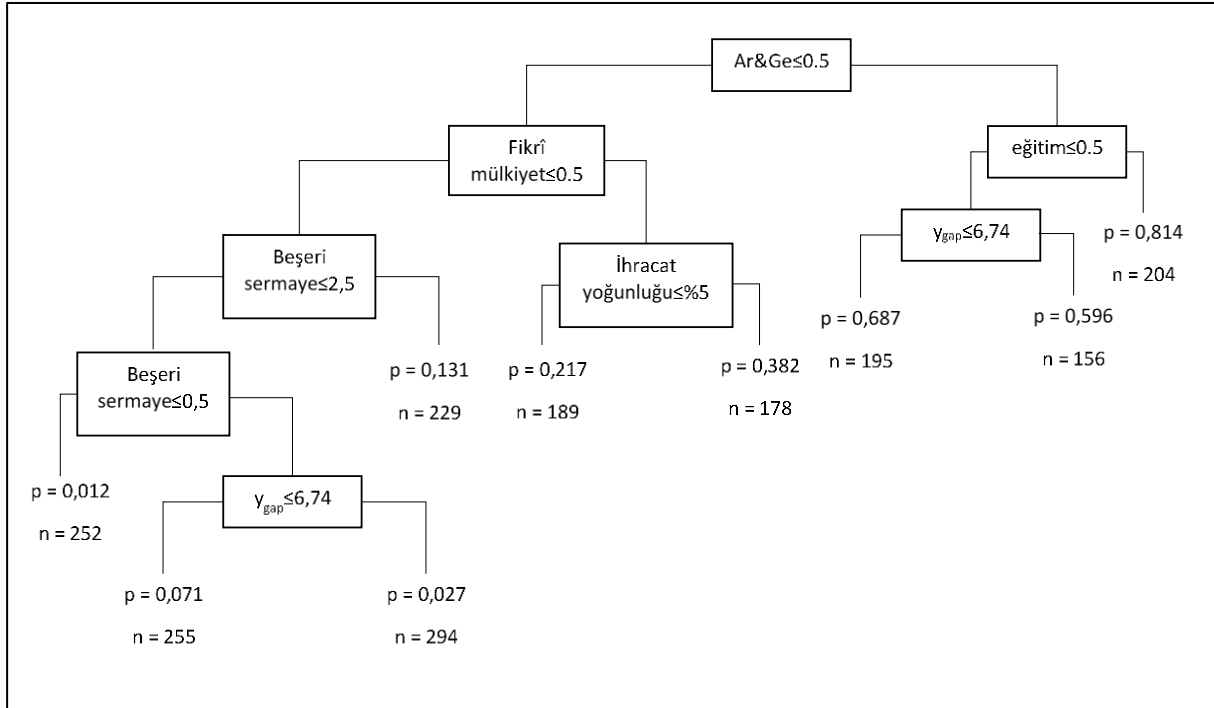 Ar&Ge≤0.5
Fikrî
mülkiyet≤0.5
eğitim≤0.5
Beşeri
sermaye≤2,5
İhracat
yoğunluğu≤%5
ygap≤6,74
p = 0,814
n = 204
p = 0,687
n = 195
p = 0,596
n = 156
Beşeri
sermaye≤0,5
p = 0,131
n = 229
p = 0,217
n = 189
p = 0,382
n = 178
p = 0,012
n = 252
ygap≤6,74
p = 0,071
n = 255
p = 0,027
n = 294